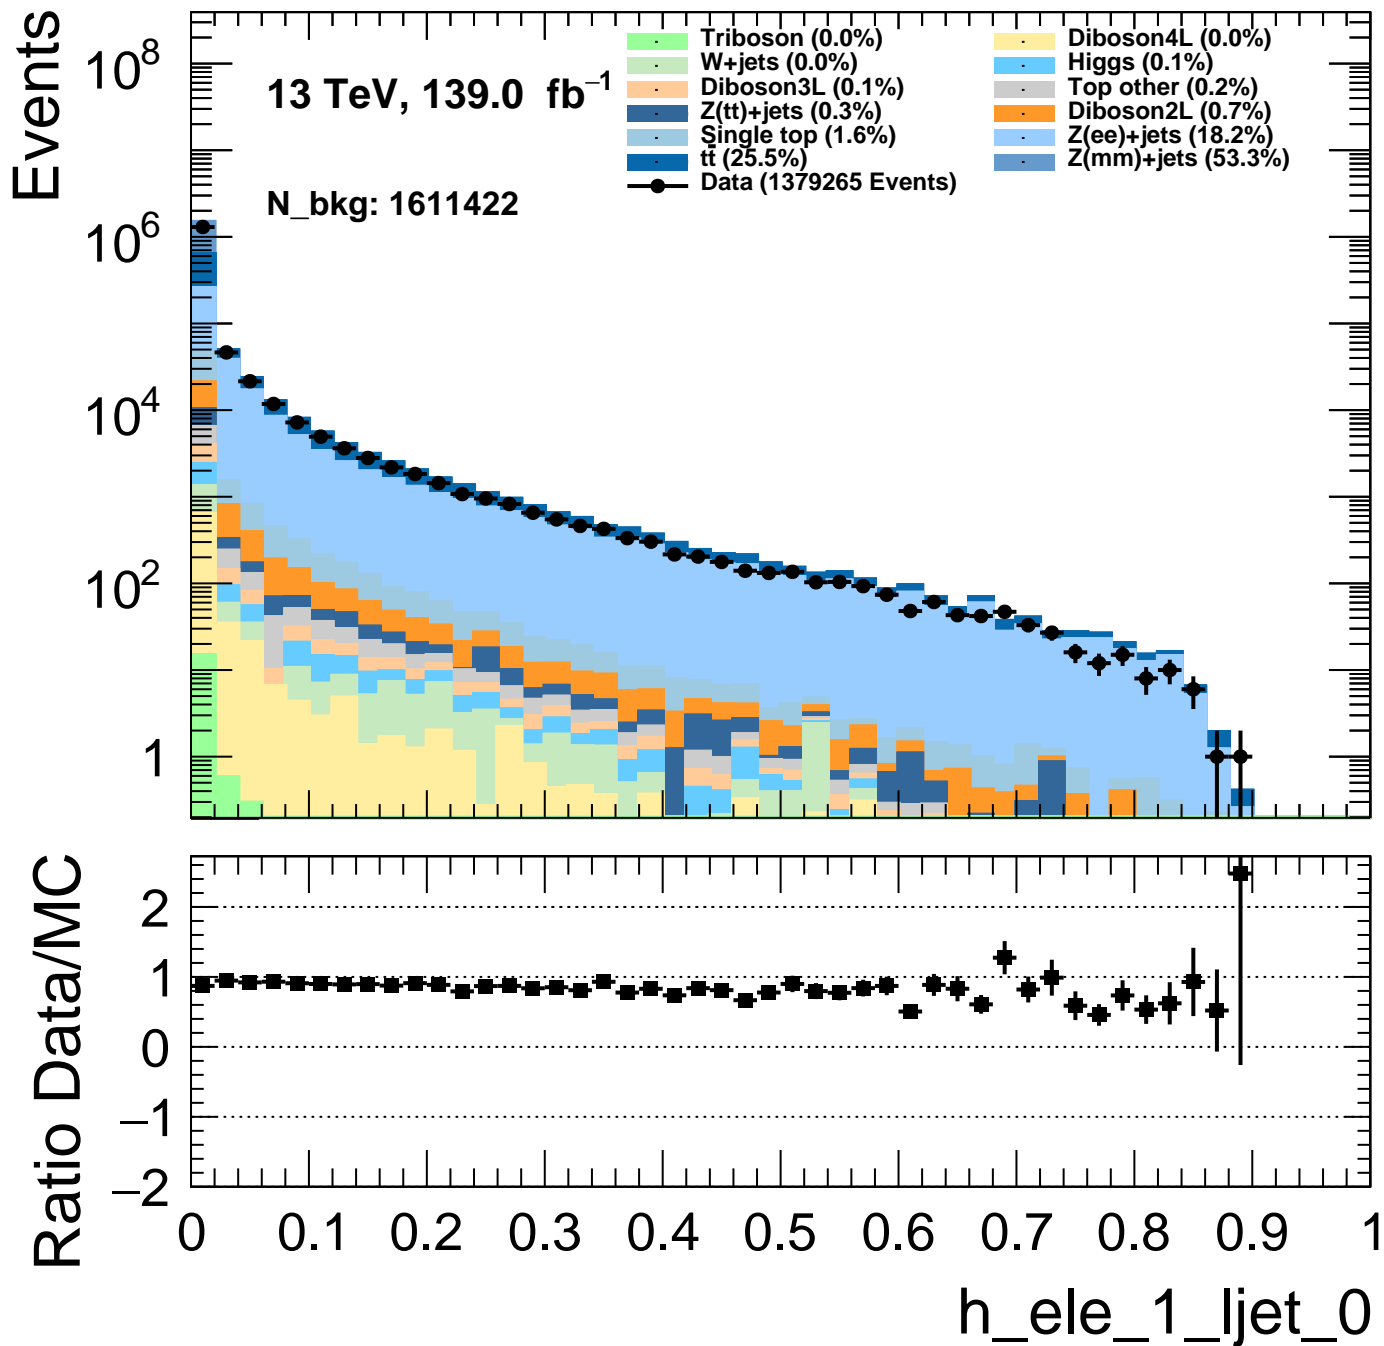 Events
10^8
10^6
10^4
10^2
1
13 TeV, 139.0 fb^−1
N_bkg: 1611422
Triboson (0.0%)
W+jets (0.0%)
Diboson3L (0.1%)
Z(tt)+jets (0.3%)
Single top (1.6%)
tt̄ (25.5%)
Data (1379265 Events)
Diboson4L (0.0%)
Higgs (0.1%)
Top other (0.2%)
Diboson2L (0.7%)
Z(ee)+jets (18.2%)
Z(mm)+jets (53.3%)
Ratio Data/MC
2
1
0
−1
−2
0 0.1 0.2 0.3 0.4 0.5 0.6 0.7 0.8 0.9 1
h_ele_1_ljet_0